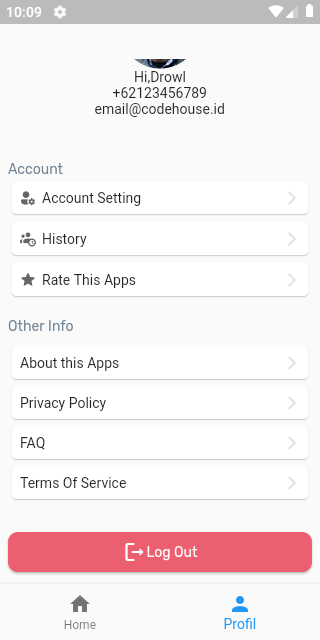 10:09
Hi,Drowl
+62123456789
email@codehouse.id
Account
Account Setting
History
Rate This Apps
Other Info
About this Apps
Privacy Policy
FAQ
Terms Of Service
Log Out
Home
Profil